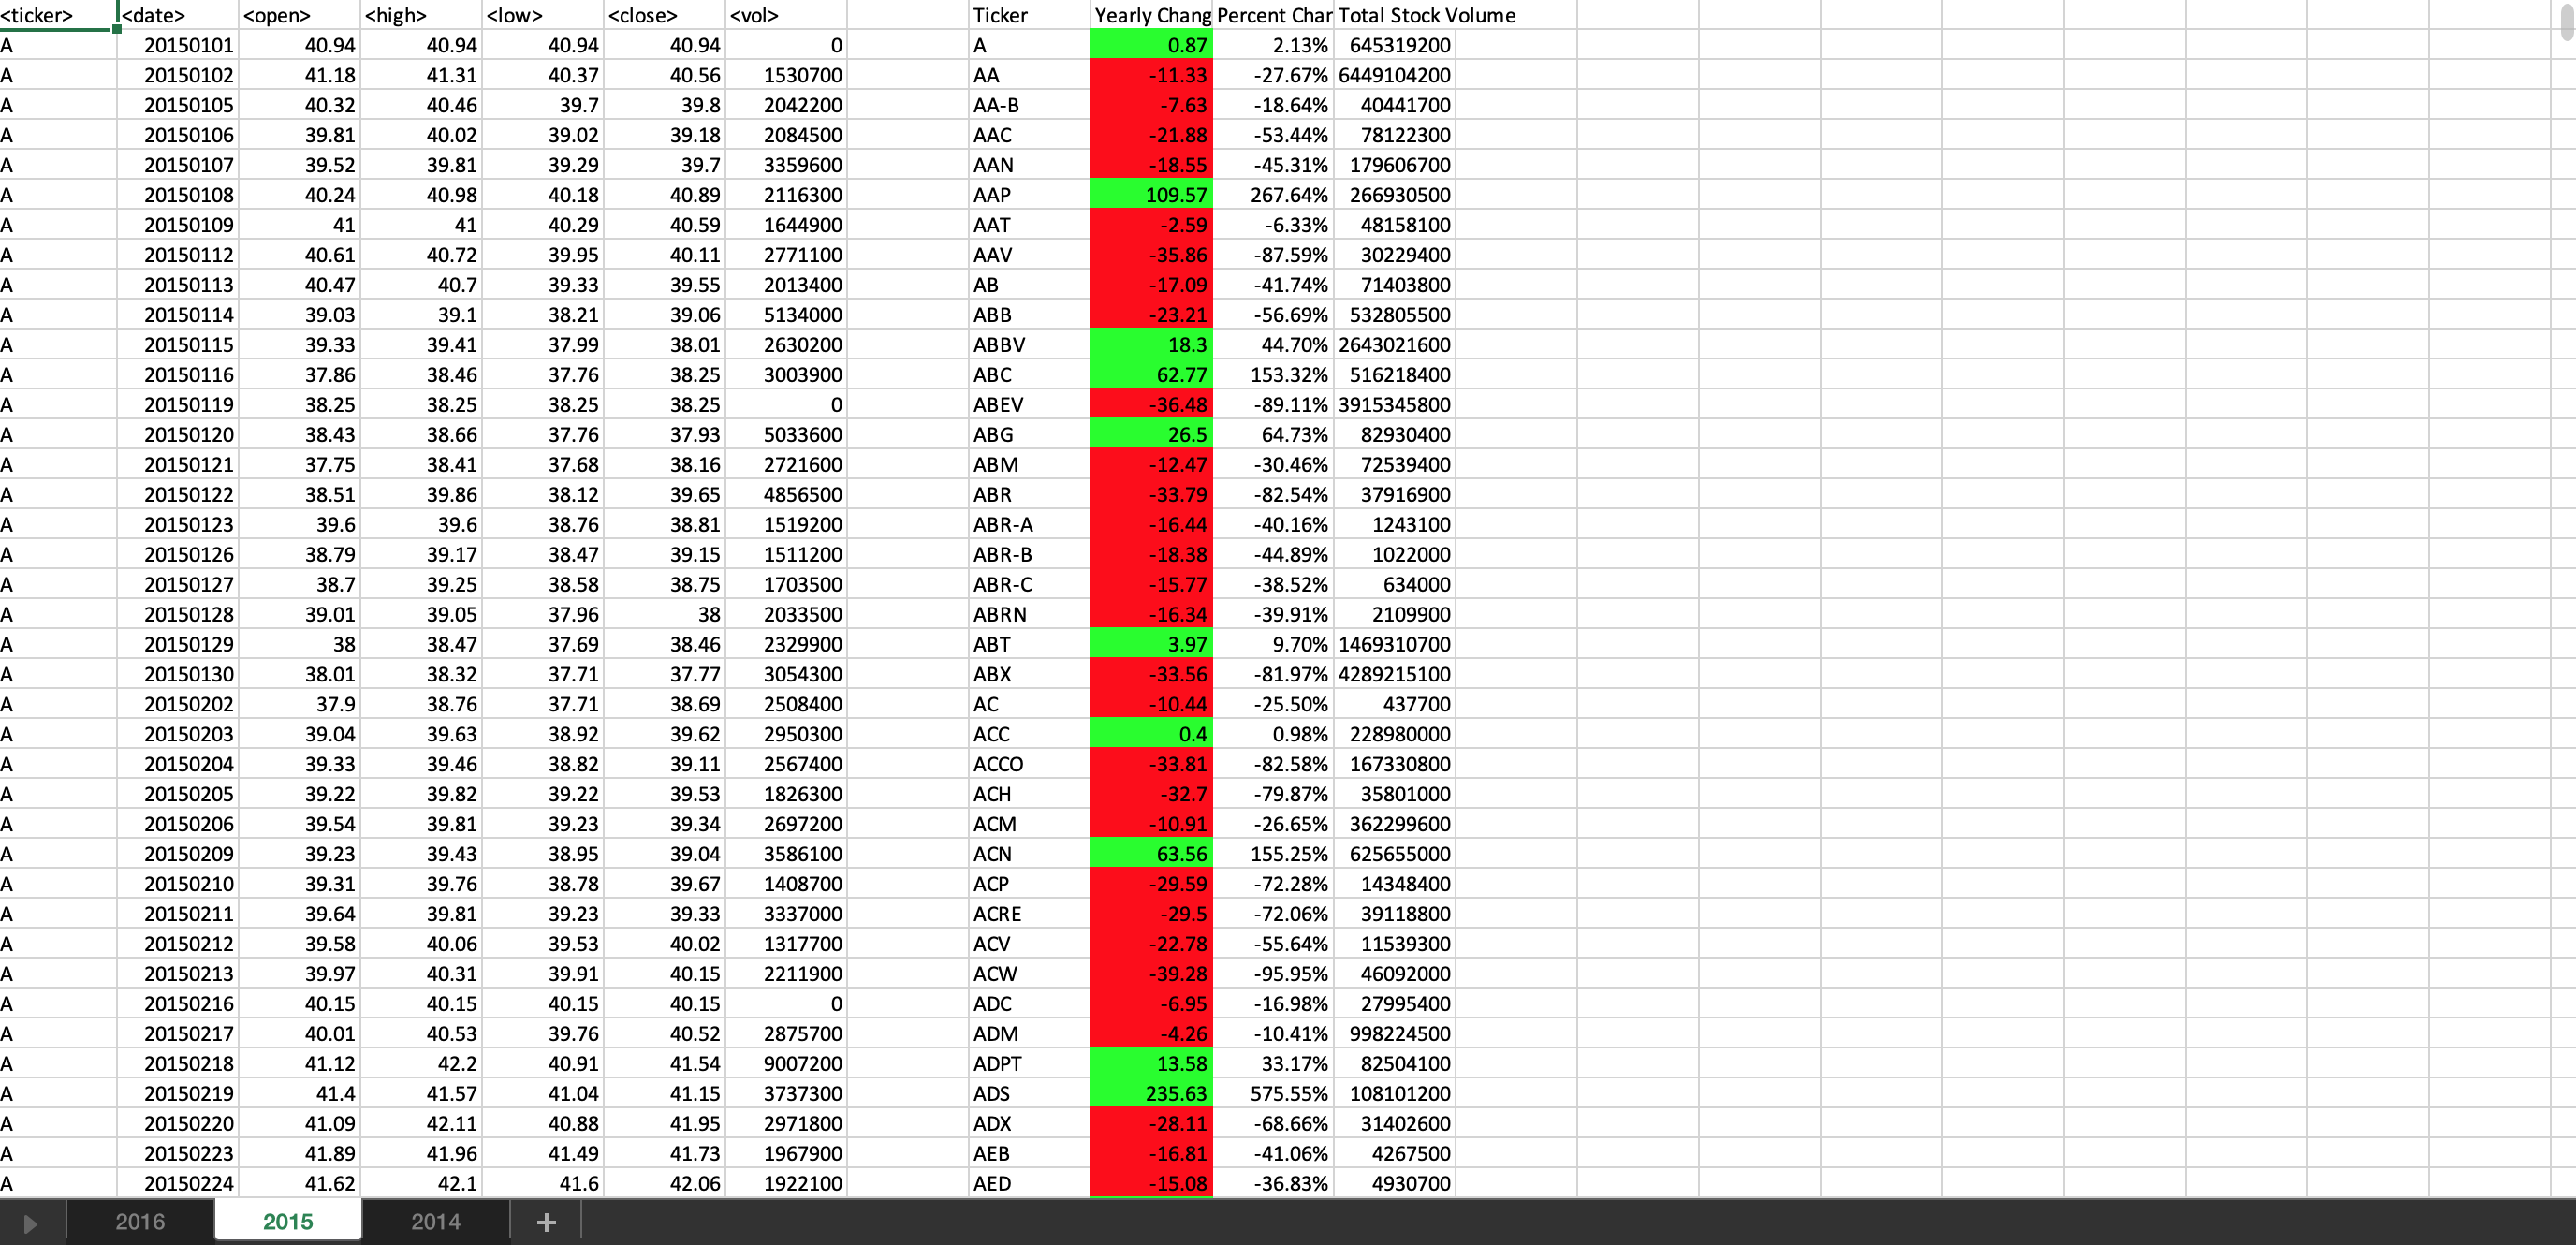 <ticker> <date> <open> <high> <low> <close> <vol> Ticker Yearly Chang Percent Char Total Stock Volume
A 20150101 40.94 40.94 40.94 40.94 0 A 0.87 2.13% 645319200
A 20150102 41.18 41.31 40.37 40.56 1530700 AA -11.33 -27.67% 6449104200
A 20150105 40.32 40.46 39.7 39.8 2042200 AA-B -7.63 -18.64% 40441700
A 20150106 39.81 40.02 39.02 39.18 2084500 AAC -21.88 -53.44% 78122300
A 20150107 39.52 39.81 39.29 39.7 3359600 AAN -18.55 -45.31% 179606700
A 20150108 40.24 40.98 40.18 40.89 2116300 AAP 109.57 267.64% 266930500
A 20150109 41 41 40.29 40.59 1644900 AAT -2.59 -6.33% 48158100
A 20150112 40.61 40.72 39.95 40.11 2771100 AAV -35.86 -87.59% 30229400
A 20150113 40.47 40.7 39.33 39.55 2013400 AB -17.09 -41.74% 71403800
A 20150114 39.03 39.1 38.21 39.06 5134000 ABB -23.21 -56.69% 532805500
A 20150115 39.33 39.41 37.99 38.01 2630200 ABBV 18.3 44.70% 2643021600
A 20150116 37.86 38.46 37.76 38.25 3003900 ABC 62.77 153.32% 516218400
A 20150119 38.25 38.25 38.25 38.25 0 ABEV -36.48 -89.11% 3915345800
A 20150120 38.43 38.66 37.76 37.93 5033600 ABG 26.5 64.73% 82930400
A 20150121 37.75 38.41 37.68 38.16 2721600 ABM -12.47 -30.46% 72539400
A 20150122 38.51 39.86 38.12 39.65 4856500 ABR -33.79 -82.54% 37916900
A 20150123 39.6 39.6 38.76 38.81 1519200 ABR-A -16.44 -40.16% 1243100
A 20150126 38.79 39.17 38.47 39.15 1511200 ABR-B -18.38 -44.89% 1022000
A 20150127 38.7 39.25 38.58 38.75 1703500 ABR-C -15.77 -38.52% 634000
A 20150128 39.01 39.05 37.96 38 2033500 ABRN -16.34 -39.91% 2109900
A 20150129 38 38.47 37.69 38.46 2329900 ABT 3.97 9.70% 1469310700
A 20150130 38.01 38.32 37.71 37.77 3054300 ABX -33.56 -81.97% 4289215100
A 20150202 37.9 38.76 37.71 38.69 2508400 AC -10.44 -25.50% 437700
A 20150203 39.04 39.63 38.92 39.62 2950300 ACC 0.4 0.98% 228980000
A 20150204 39.33 39.46 38.82 39.11 2567400 ACCO -33.81 -82.58% 167330800
A 20150205 39.22 39.82 39.22 39.53 1826300 ACH -32.7 -79.87% 35801000
A 20150206 39.54 39.81 39.23 39.34 2697200 ACM -10.91 -26.65% 362299600
A 20150209 39.23 39.43 38.95 39.04 3586100 ACN 63.56 155.25% 625655000
A 20150210 39.31 39.76 38.78 39.67 1408700 ACP -29.59 -72.28% 14348400
A 20150211 39.64 39.81 39.23 39.33 3337000 ACRE -29.5 -72.06% 39118800
A 20150212 39.58 40.06 39.53 40.02 1317700 ACV -22.78 -55.64% 11539300
A 20150213 39.97 40.31 39.91 40.15 2211900 ACW -39.28 -95.95% 46092000
A 20150216 40.15 40.15 40.15 40.15 0 ADC -6.95 -16.98% 27995400
A 20150217 40.01 40.53 39.76 40.52 2875700 ADM -4.26 -10.41% 998224500
A 20150218 41.12 42.2 40.91 41.54 9007200 ADPT 13.58 33.17% 82504100
A 20150219 41.4 41.57 41.04 41.15 3737300 ADS 235.63 575.55% 108101200
A 20150220 41.09 42.11 40.88 41.95 2971800 ADX -28.11 -68.66% 31402600
A 20150223 41.89 41.96 41.49 41.73 1967900 AEB -16.81 -41.06% 4267500
A 20150224 41.62 42.1 41.6 42.06 1922100 AED -15.08 -36.83% 4930700
2016 2015 2014 +